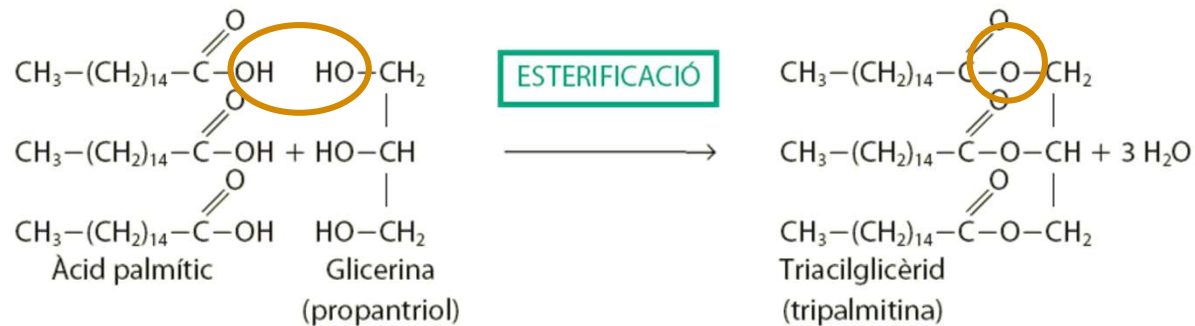 O O
CH₃–(CH₂)₁₄–C–OH HO–CH₂ ESTERIFICACIÓ CH₃–(CH₂)₁₄–C–O–CH₂
O O
CH₃–(CH₂)₁₄–C–OH + HO–CH CH₃–(CH₂)₁₄–C–O–CH + 3 H₂O
O O
CH₃–(CH₂)₁₄–C–OH HO–CH₂ CH₃–(CH₂)₁₄–C–O–CH₂
Àcid palmític Glicerina Triacilglicèrid
(propantriol) (tripalmitina)